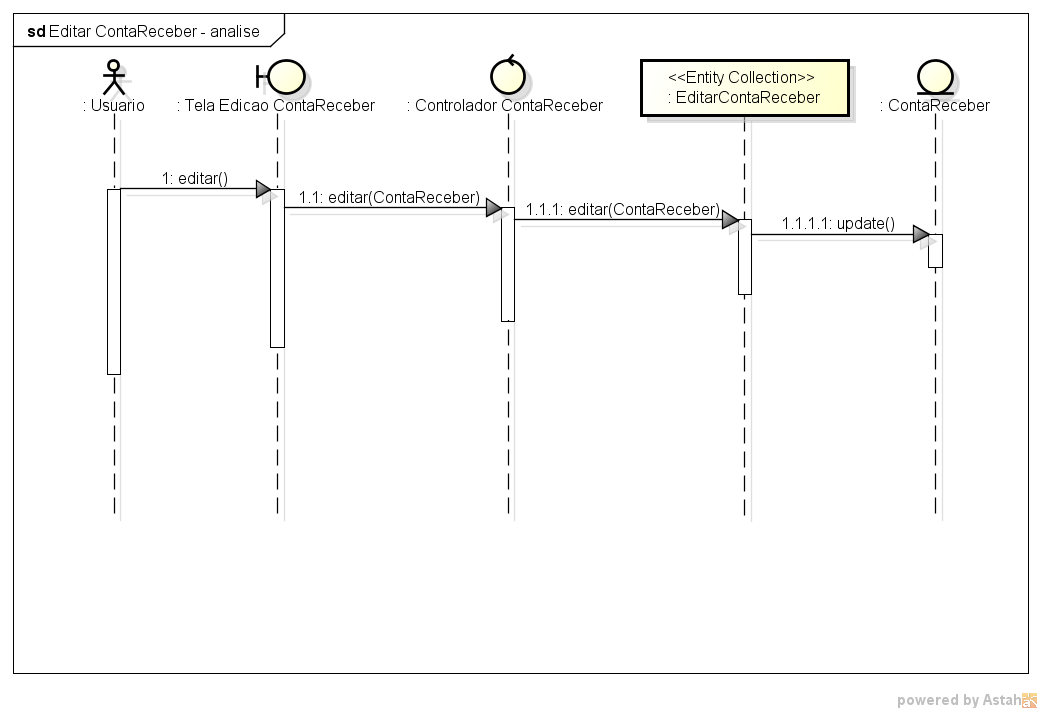 sd Editar ContaReceber - analise
: Usuario
: Tela Edicao ContaReceber
: Controlador ContaReceber
<<Entity Collection>>
: EditarContaReceber
: ContaReceber
1: editar()
1.1: editar(ContaReceber)
1.1.1: editar(ContaReceber)
1.1.1.1: update()
powered by Astah